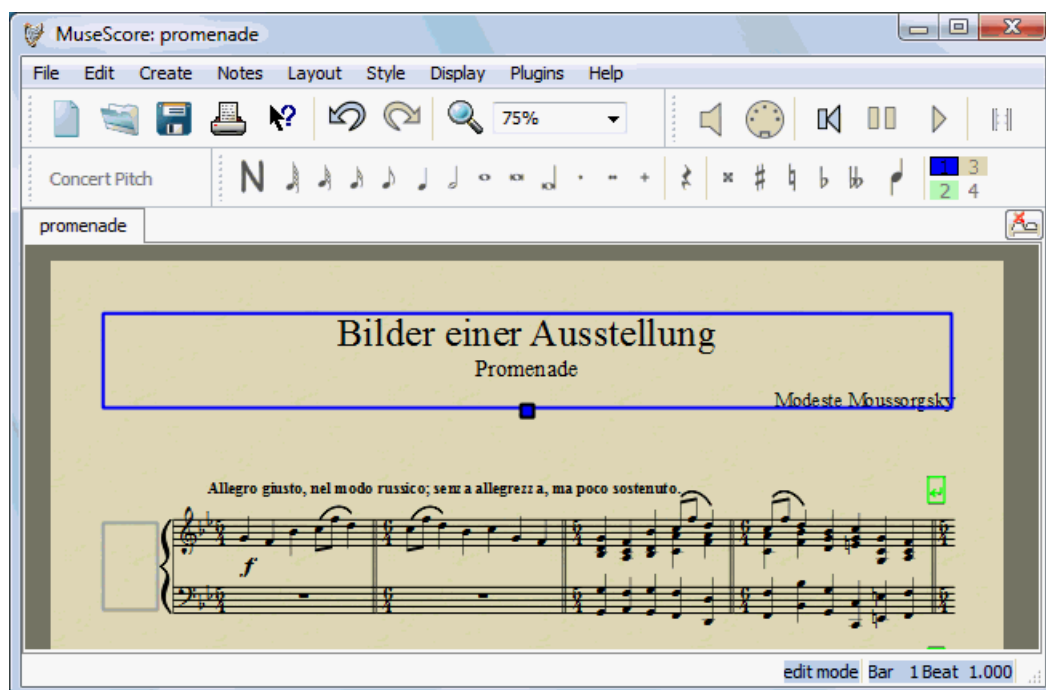 MuseScore: promenade
File Edit Create Notes Layout Style Display Plugins Help
75%
Concert Pitch
N
1 3
2 4
promenade
Bilder einer Ausstellung
Promenade
Modeste Moussorgsky
Allegro giusto, nel modo russico; senza allegrezza, ma poco sostenuto.
f
edit mode Bar 1 Beat 1.000